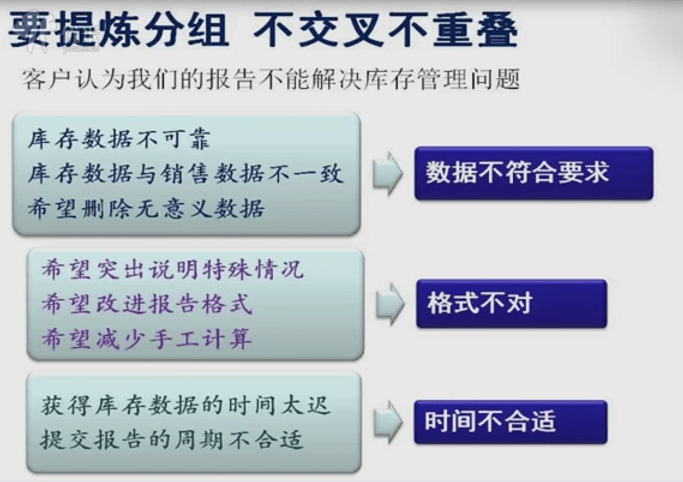 要提炼分组 不交叉不重叠
客户认为我们的报告不能解决库存管理问题
库存数据不可靠
库存数据与销售数据不一致
希望删除无意义数据
数据不符合要求
希望突出说明特殊情况
希望改进报告格式
希望减少手工计算
格式不对
获得库存数据的时间太迟
提交报告的周期不合适
时间不合适